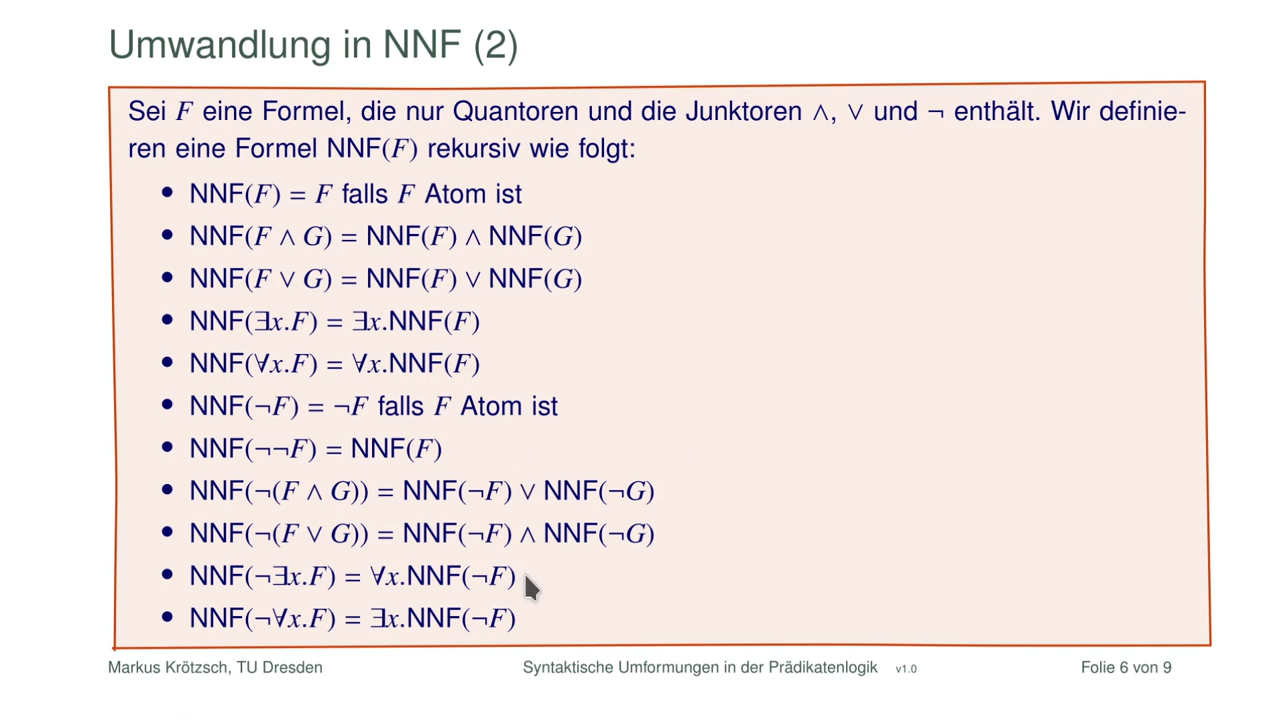 Umwandlung in NNF (2)
Sei F eine Formel, die nur Quantoren und die Junktoren ∧, ∨ und ¬ enthält. Wir definie-
ren eine Formel NNF(F) rekursiv wie folgt:
• NNF(F) = F falls F Atom ist
• NNF(F ∧ G) = NNF(F) ∧ NNF(G)
• NNF(F ∨ G) = NNF(F) ∨ NNF(G)
• NNF(∃x.F) = ∃x.NNF(F)
• NNF(∀x.F) = ∀x.NNF(F)
• NNF(¬F) = ¬F falls F Atom ist
• NNF(¬¬F) = NNF(F)
• NNF(¬(F ∧ G)) = NNF(¬F) ∨ NNF(¬G)
• NNF(¬(F ∨ G)) = NNF(¬F) ∧ NNF(¬G)
• NNF(¬∃x.F) = ∀x.NNF(¬F)
• NNF(¬∀x.F) = ∃x.NNF(¬F)
Markus Krötzsch, TU Dresden Syntaktische Umformungen in der Prädikatenlogik v1.0 Folie 6 von 9